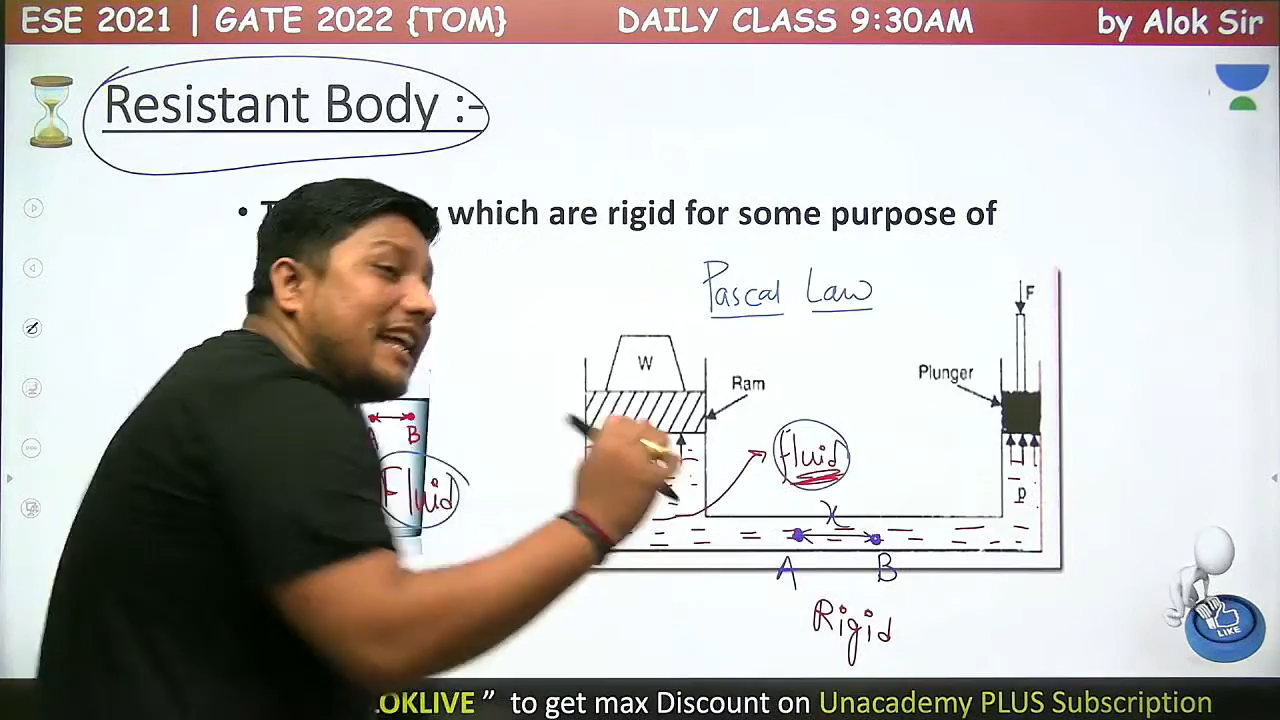 ESE 2021 | GATE 2022 {TOM} DAILY CLASS 9:30AM by Alok Sir
Resistant Body :-
• which are rigid for some purpose of
Pascal Law
F
W
Ram
Plunger
A B
Fluid
Fluid
P
x
A B
Rigid
LIKE
OKLIVE ” to get max Discount on Unacademy PLUS Subscription